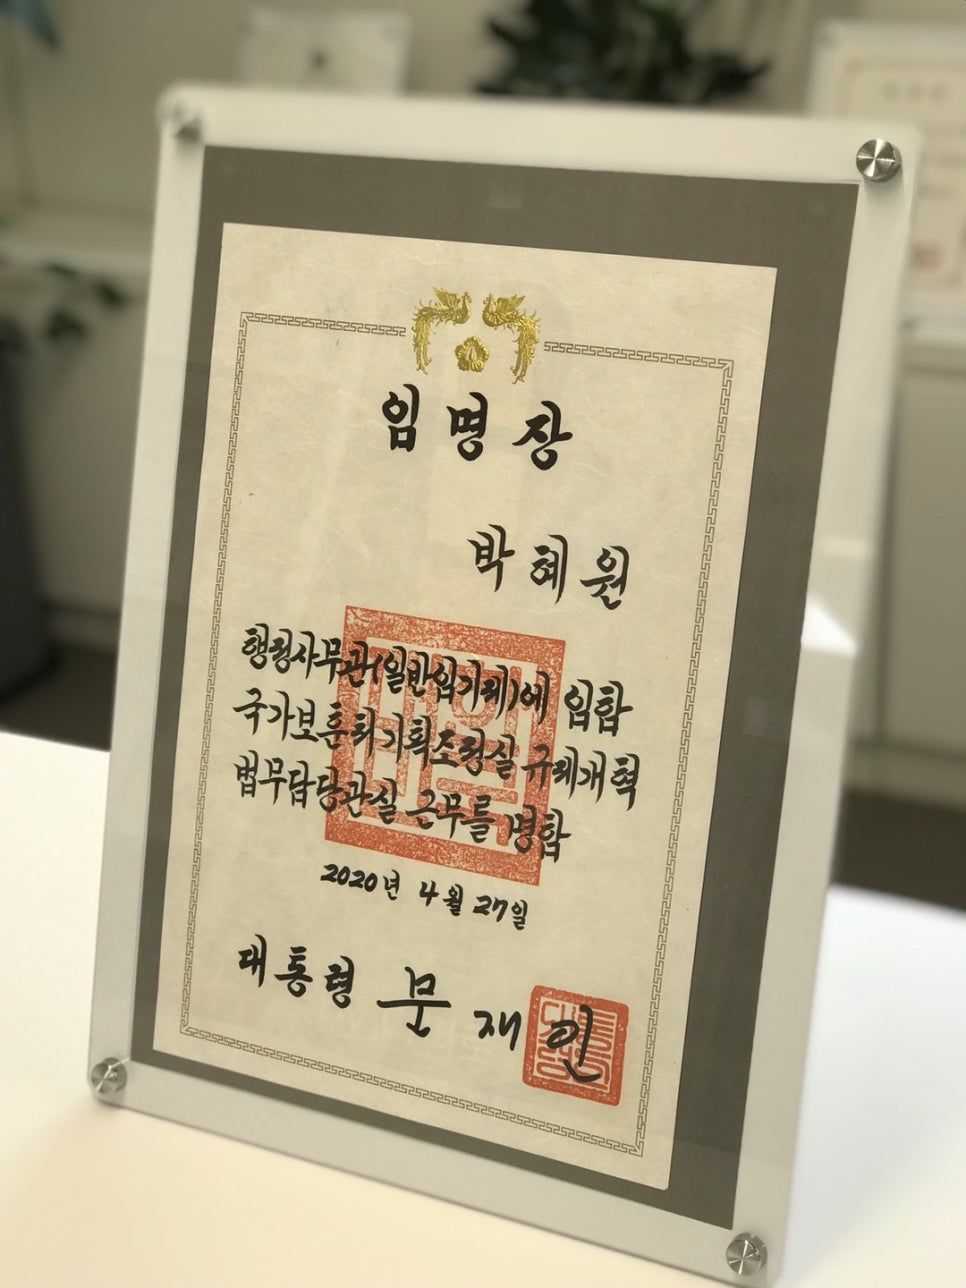 임명장
박혜원
행정사무관(일반임기제)에 임함
국가보훈처기획조정실 규제개혁
법무담당관실 근무를 명함
2020년 4월 27일
대통령 문재인